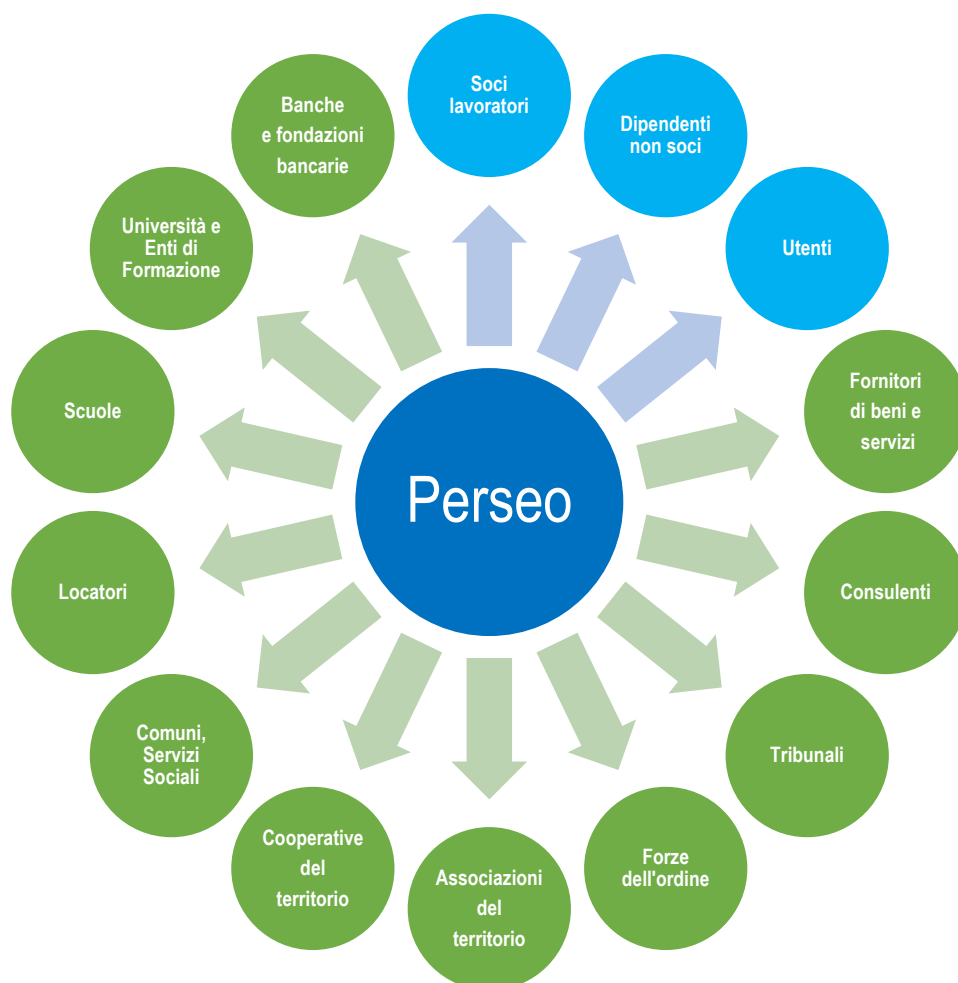 Soci
lavoratori
Dipendenti
non soci
Utenti
Fornitori
di beni e
servizi
Consulenti
Tribunali
Forze
dell'ordine
Associazioni
del
territorio
Cooperative
del
territorio
Comuni,
Servizi
Sociali
Locatori
Scuole
Università e
Enti di
Formazione
Banche
e fondazioni
bancarie
Perseo